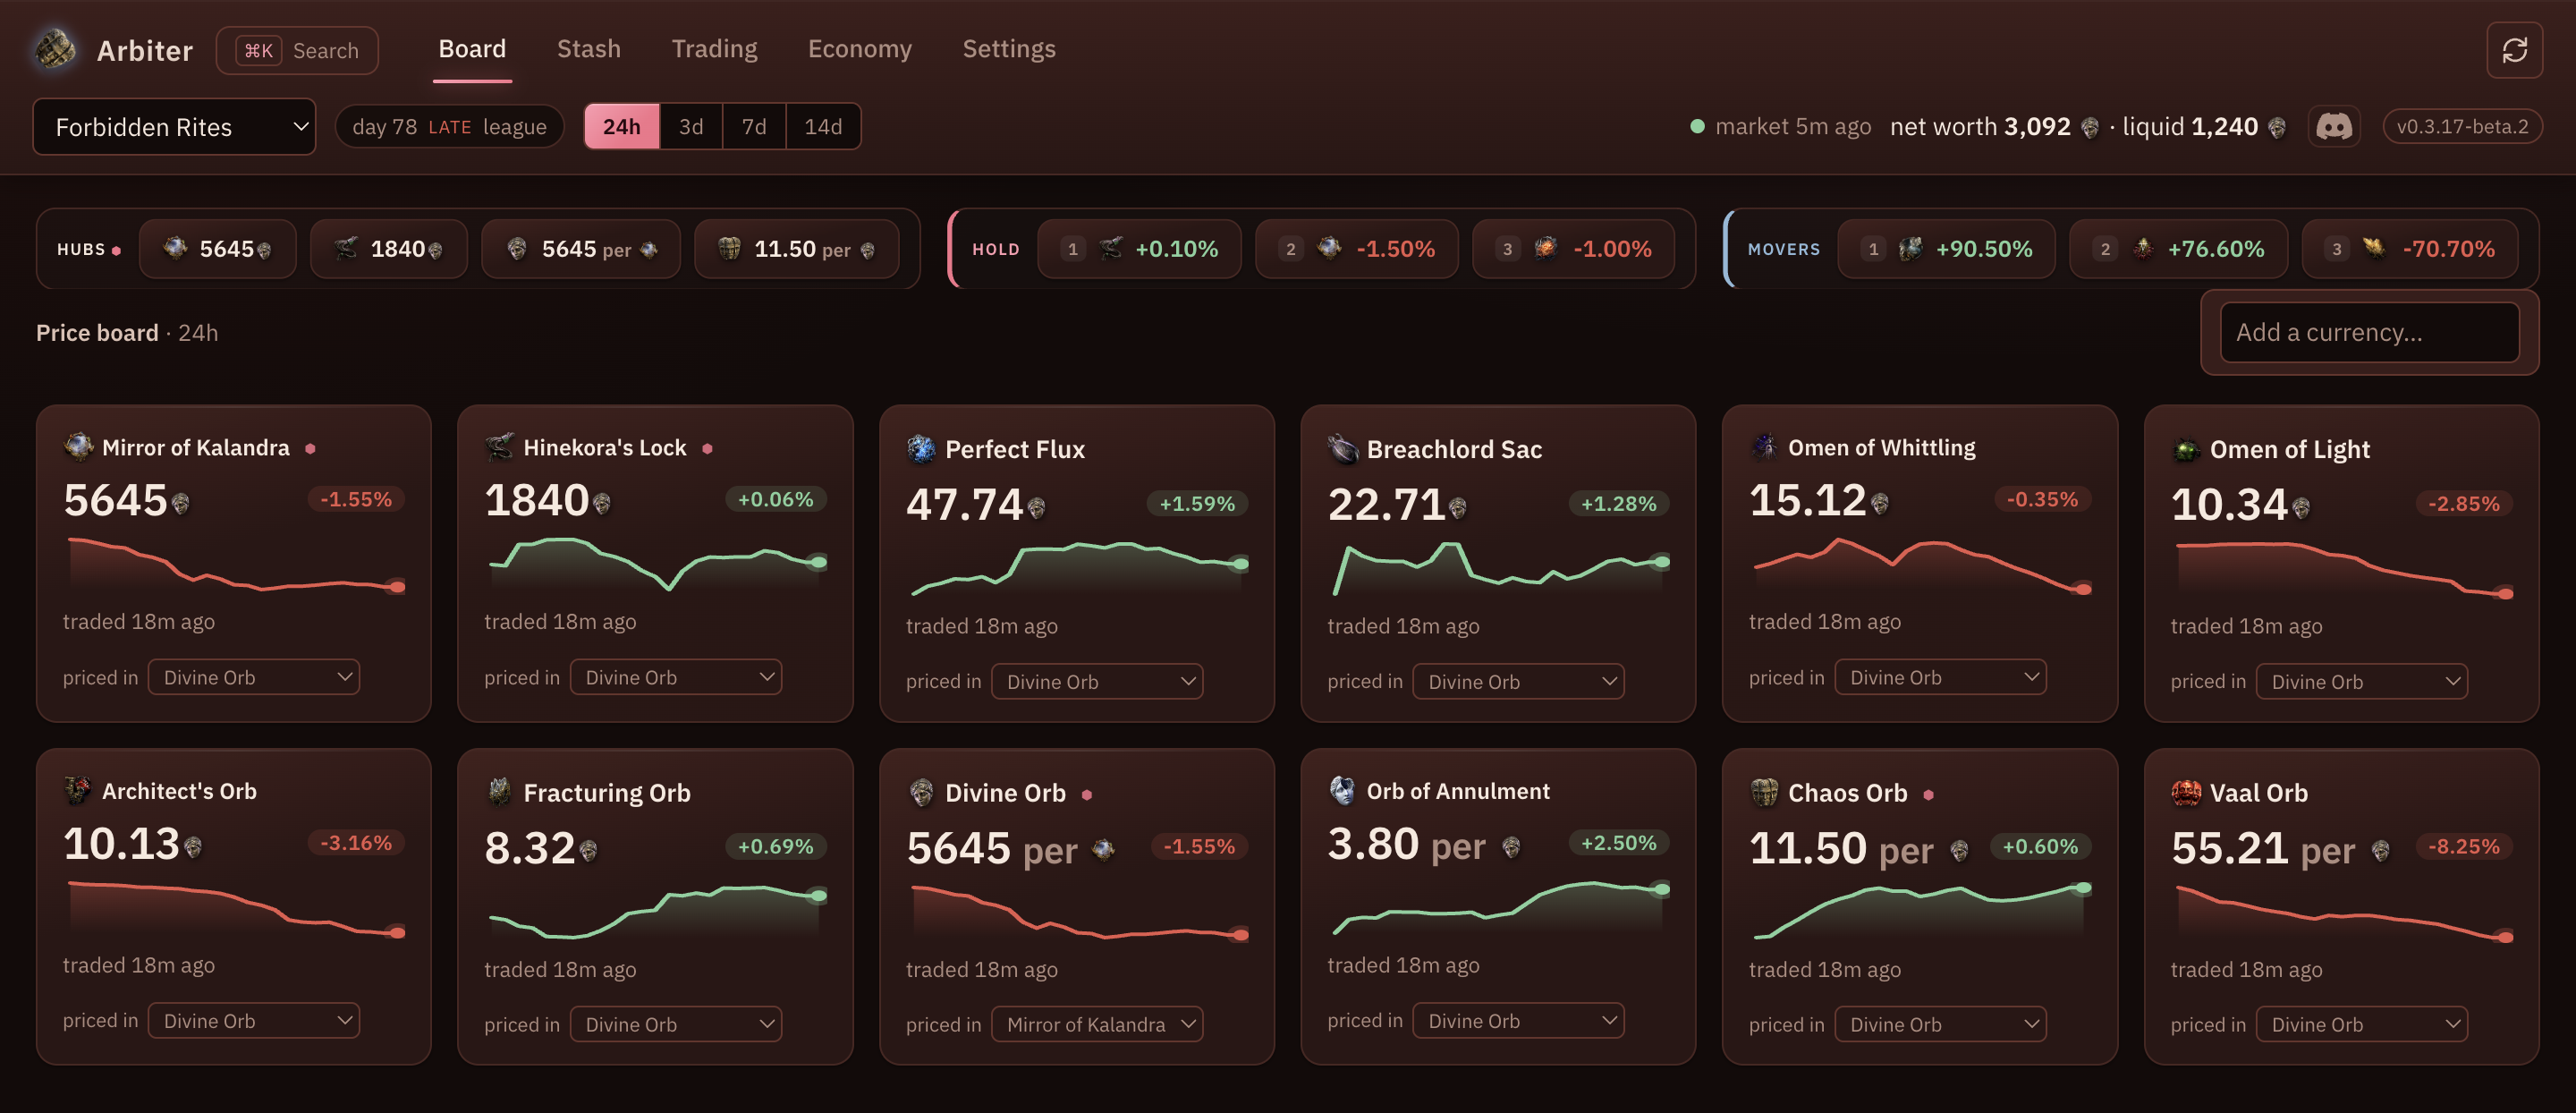 Arbiter ⌘K Search Board Stash Trading Economy Settings
Forbidden Rites day 78 LATE league 24h 3d 7d 14d market 5m ago net worth 3,092 · liquid 1,240 v0.3.17-beta.2
HUBS 5645 1840 5645 per 11.50 per HOLD 1 +0.10% 2 -1.50% 3 -1.00% MOVERS 1 +90.50% 2 +76.60% 3 -70.70%
Price board · 24h Add a currency...
Mirror of Kalandra
5645 -1.55%
traded 18m ago
priced in Divine Orb
Hinekora's Lock
1840 +0.06%
traded 18m ago
priced in Divine Orb
Perfect Flux
47.74 +1.59%
traded 18m ago
priced in Divine Orb
Breachlord Sac
22.71 +1.28%
traded 18m ago
priced in Divine Orb
Omen of Whittling
15.12 -0.35%
traded 18m ago
priced in Divine Orb
Omen of Light
10.34 -2.85%
traded 18m ago
priced in Divine Orb
Architect's Orb
10.13 -3.16%
traded 18m ago
priced in Divine Orb
Fracturing Orb
8.32 +0.69%
traded 18m ago
priced in Divine Orb
Divine Orb
5645 per -1.55%
traded 18m ago
priced in Mirror of Kalandra
Orb of Annulment
3.80 per +2.50%
traded 18m ago
priced in Divine Orb
Chaos Orb
11.50 per +0.60%
traded 18m ago
priced in Divine Orb
Vaal Orb
55.21 per -8.25%
traded 18m ago
priced in Divine Orb